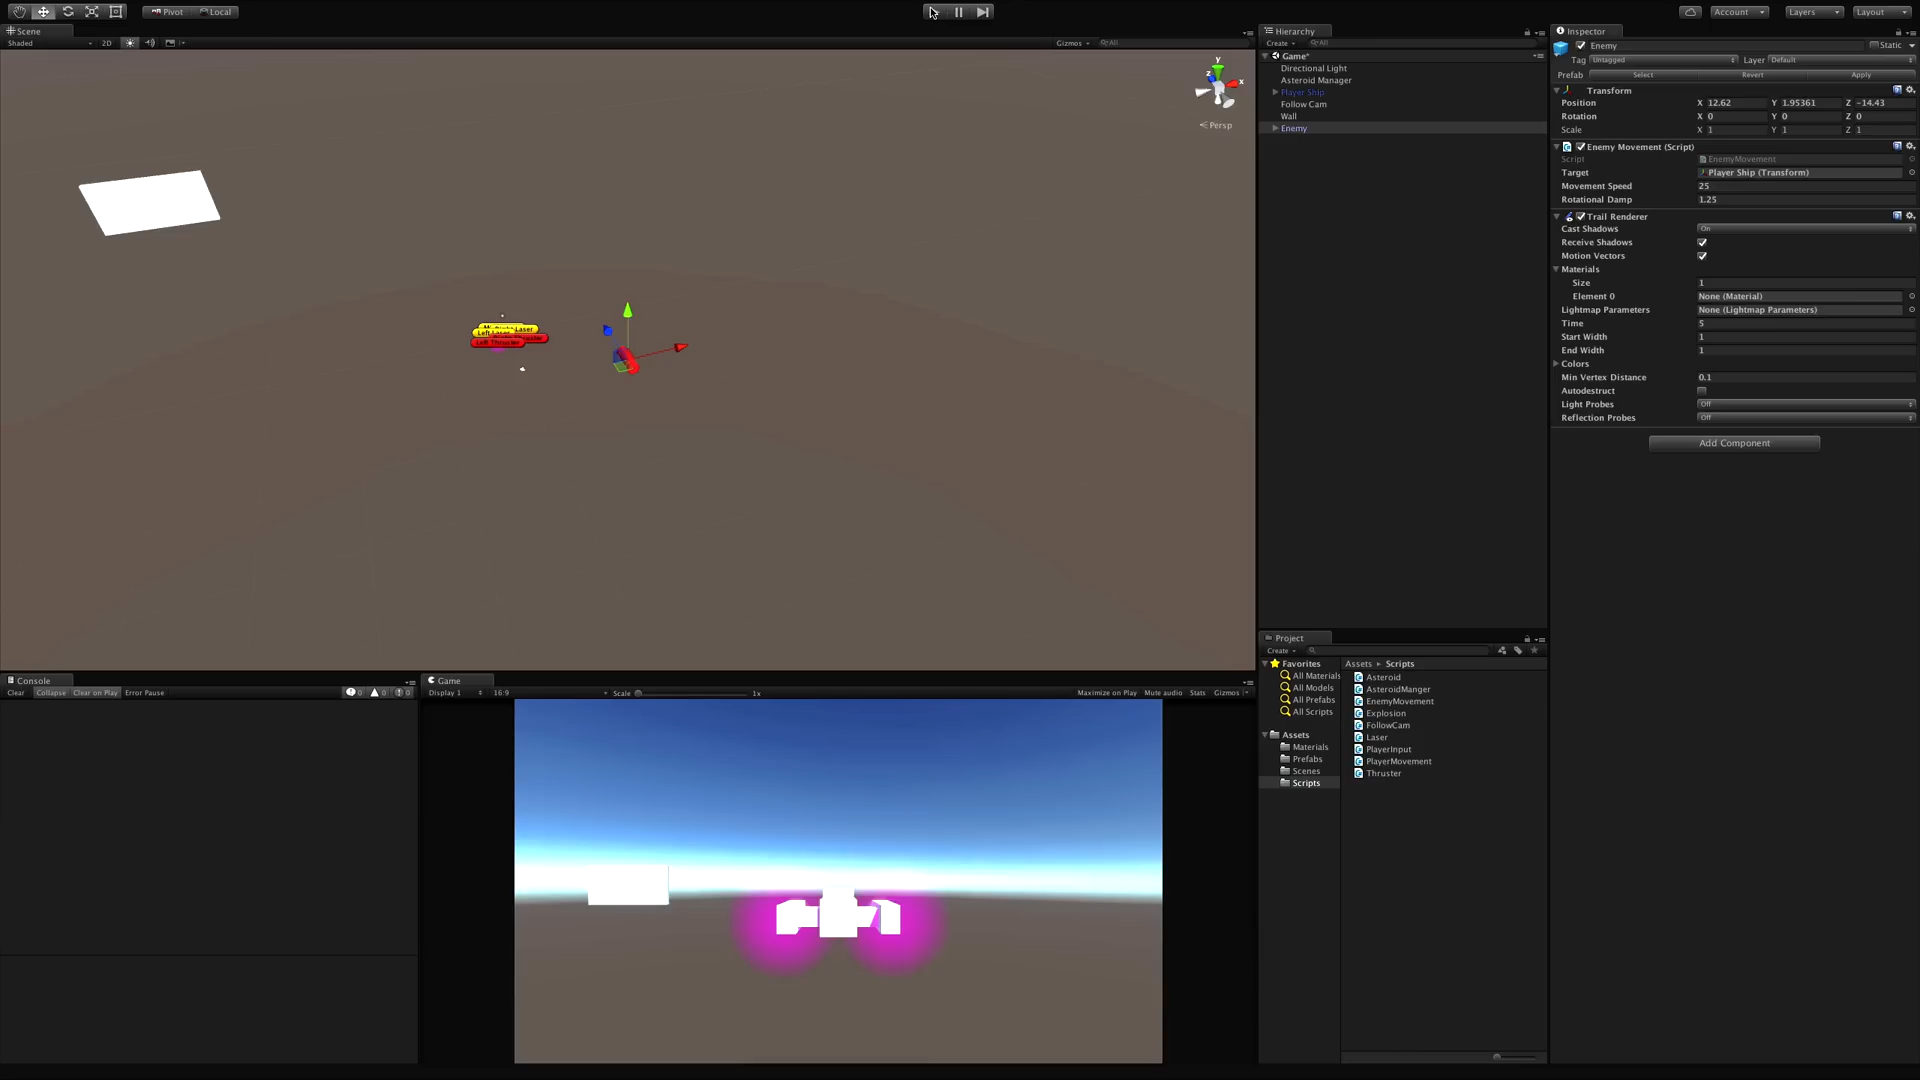 Pivot Local
Account Layers Layout
Scene
Shaded 2D Gizmos All
y
z x
Persp
Right Laser
Left Laser
Left Thruster
Hierarchy
Create All
Game*
Directional Light
Asteroid Manager
Player Ship
Follow Cam
Wall
Enemy
Inspector
Enemy Static
Tag Untagged Layer Default
Prefab Select Revert Apply
Transform
Position X 12.62 Y 1.95361 Z -14.43
Rotation X 0 Y 0 Z 0
Scale X 1 Y 1 Z 1
Enemy Movement (Script)
Script EnemyMovement
Target Player Ship (Transform)
Movement Speed 25
Rotational Damp 1.25
Trail Renderer
Cast Shadows On
Receive Shadows
Motion Vectors
Materials
Size 1
Element 0 None (Material)
Lightmap Parameters None (Lightmap Parameters)
Time 5
Start Width 1
End Width 1
Colors
Min Vertex Distance 0.1
Autodestruct
Light Probes Off
Reflection Probes Off
Add Component
Project
Create
Favorites
All Materials
All Models
All Prefabs
All Scripts
Assets
Materials
Prefabs
Scenes
Scripts
Assets ▸ Scripts
Asteroid
AsteroidManger
EnemyMovement
Explosion
FollowCam
Laser
PlayerInput
PlayerMovement
Thruster
Console
Clear Collapse Clear on Play Error Pause 0 0 0
Game
Display 1 16:9 Scale 1x Maximize on Play Mute audio Stats Gizmos